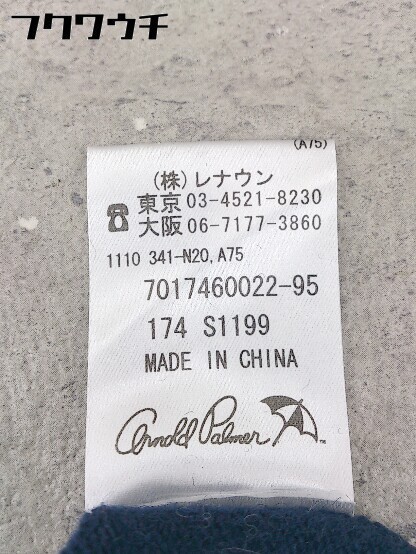 フクワウチ
(A75)
(株)レナウン
☎ 東京 03-4521-8230
大阪 06-7177-3860
1110 341-N20, A75
7017460022-95
174 S1199
MADE IN CHINA
Arnold Palmer ™